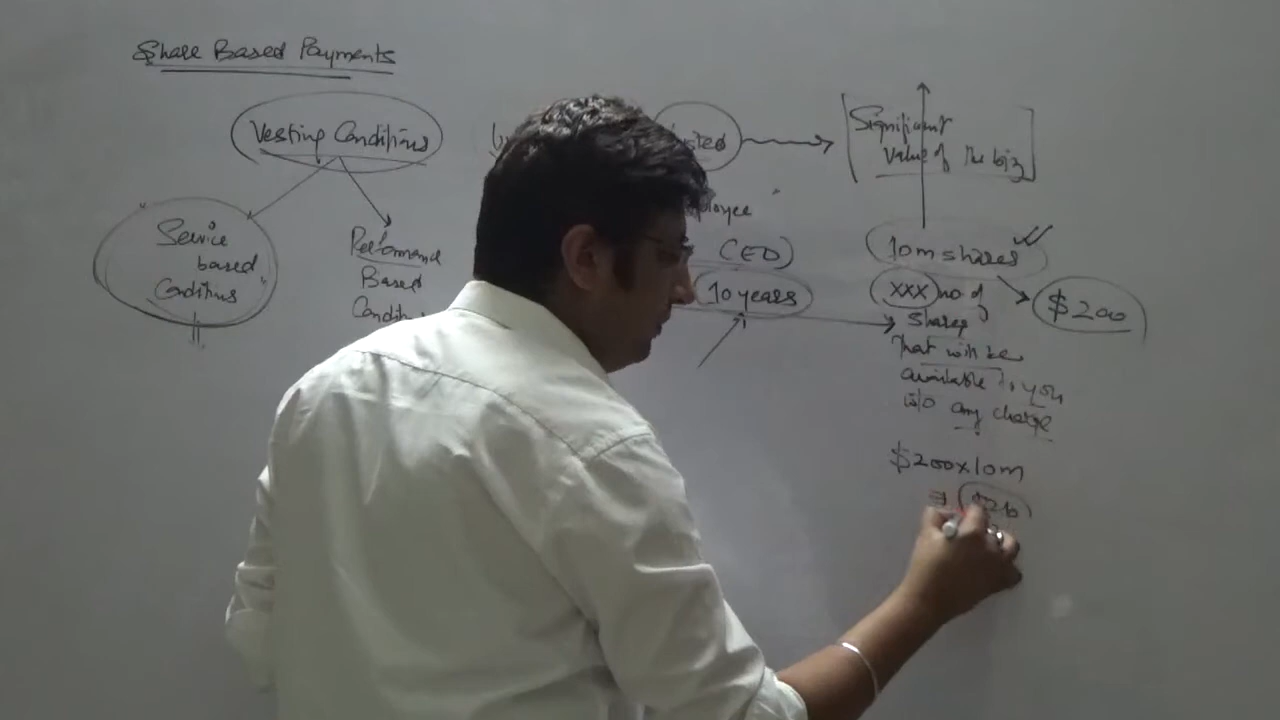 Share Based Payments
Vesting Conditions
Service
based
Conditions
Performance
Based
(CEO)
10 years
Significant
Value of the biz
10m shares
XXX no of
shares
That will be
available to you
w/o any charge
$200
$200x10m